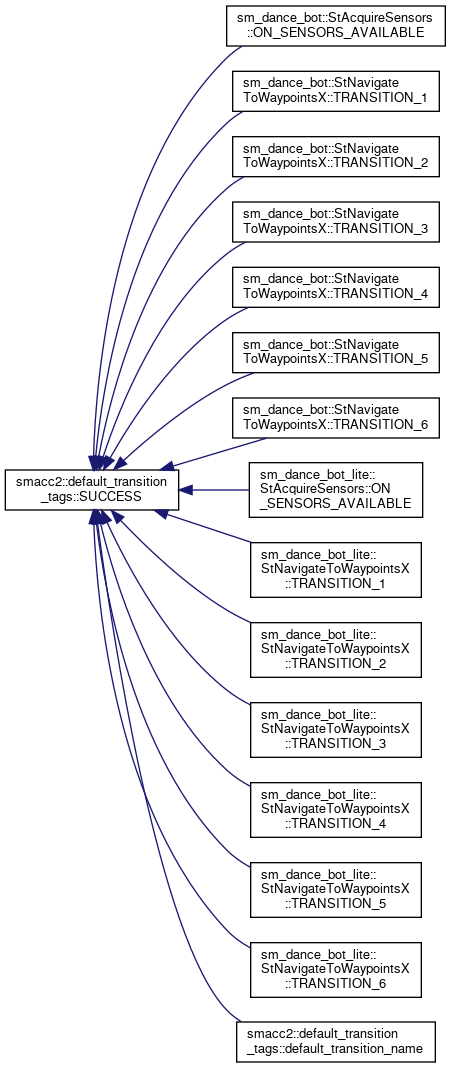 sm_dance_bot::StAcquireSensors
::ON_SENSORS_AVAILABLE
sm_dance_bot::StNavigate
ToWaypointsX::TRANSITION_1
sm_dance_bot::StNavigate
ToWaypointsX::TRANSITION_2
sm_dance_bot::StNavigate
ToWaypointsX::TRANSITION_3
sm_dance_bot::StNavigate
ToWaypointsX::TRANSITION_4
sm_dance_bot::StNavigate
ToWaypointsX::TRANSITION_5
sm_dance_bot::StNavigate
ToWaypointsX::TRANSITION_6
smacc2::default_transition
_tags::SUCCESS
sm_dance_bot_lite::
StAcquireSensors::ON
_SENSORS_AVAILABLE
sm_dance_bot_lite::
StNavigateToWaypointsX
::TRANSITION_1
sm_dance_bot_lite::
StNavigateToWaypointsX
::TRANSITION_2
sm_dance_bot_lite::
StNavigateToWaypointsX
::TRANSITION_3
sm_dance_bot_lite::
StNavigateToWaypointsX
::TRANSITION_4
sm_dance_bot_lite::
StNavigateToWaypointsX
::TRANSITION_5
sm_dance_bot_lite::
StNavigateToWaypointsX
::TRANSITION_6
smacc2::default_transition
_tags::default_transition_name